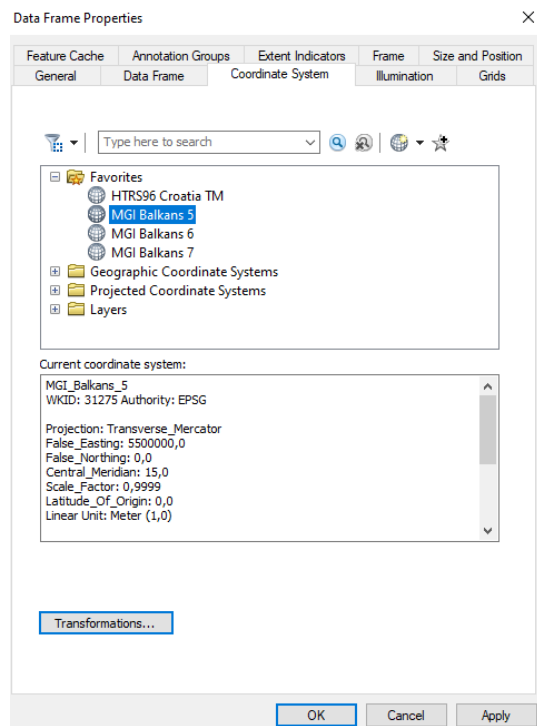 Data Frame Properties
Feature Cache Annotation Groups Extent Indicators Frame Size and Position
General Data Frame Coordinate System Illumination Grids
Type here to search
Favorites
HTRS96 Croatia TM
MGI Balkans 5
MGI Balkans 6
MGI Balkans 7
Geographic Coordinate Systems
Projected Coordinate Systems
Layers
Current coordinate system:
MGI_Balkans_5
WKID: 31275 Authority: EPSG
Projection: Transverse_Mercator
False_Easting: 5500000,0
False_Northing: 0,0
Central_Meridian: 15,0
Scale_Factor: 0,9999
Latitude_Of_Origin: 0,0
Linear Unit: Meter (1,0)
Transformations...
OK Cancel Apply